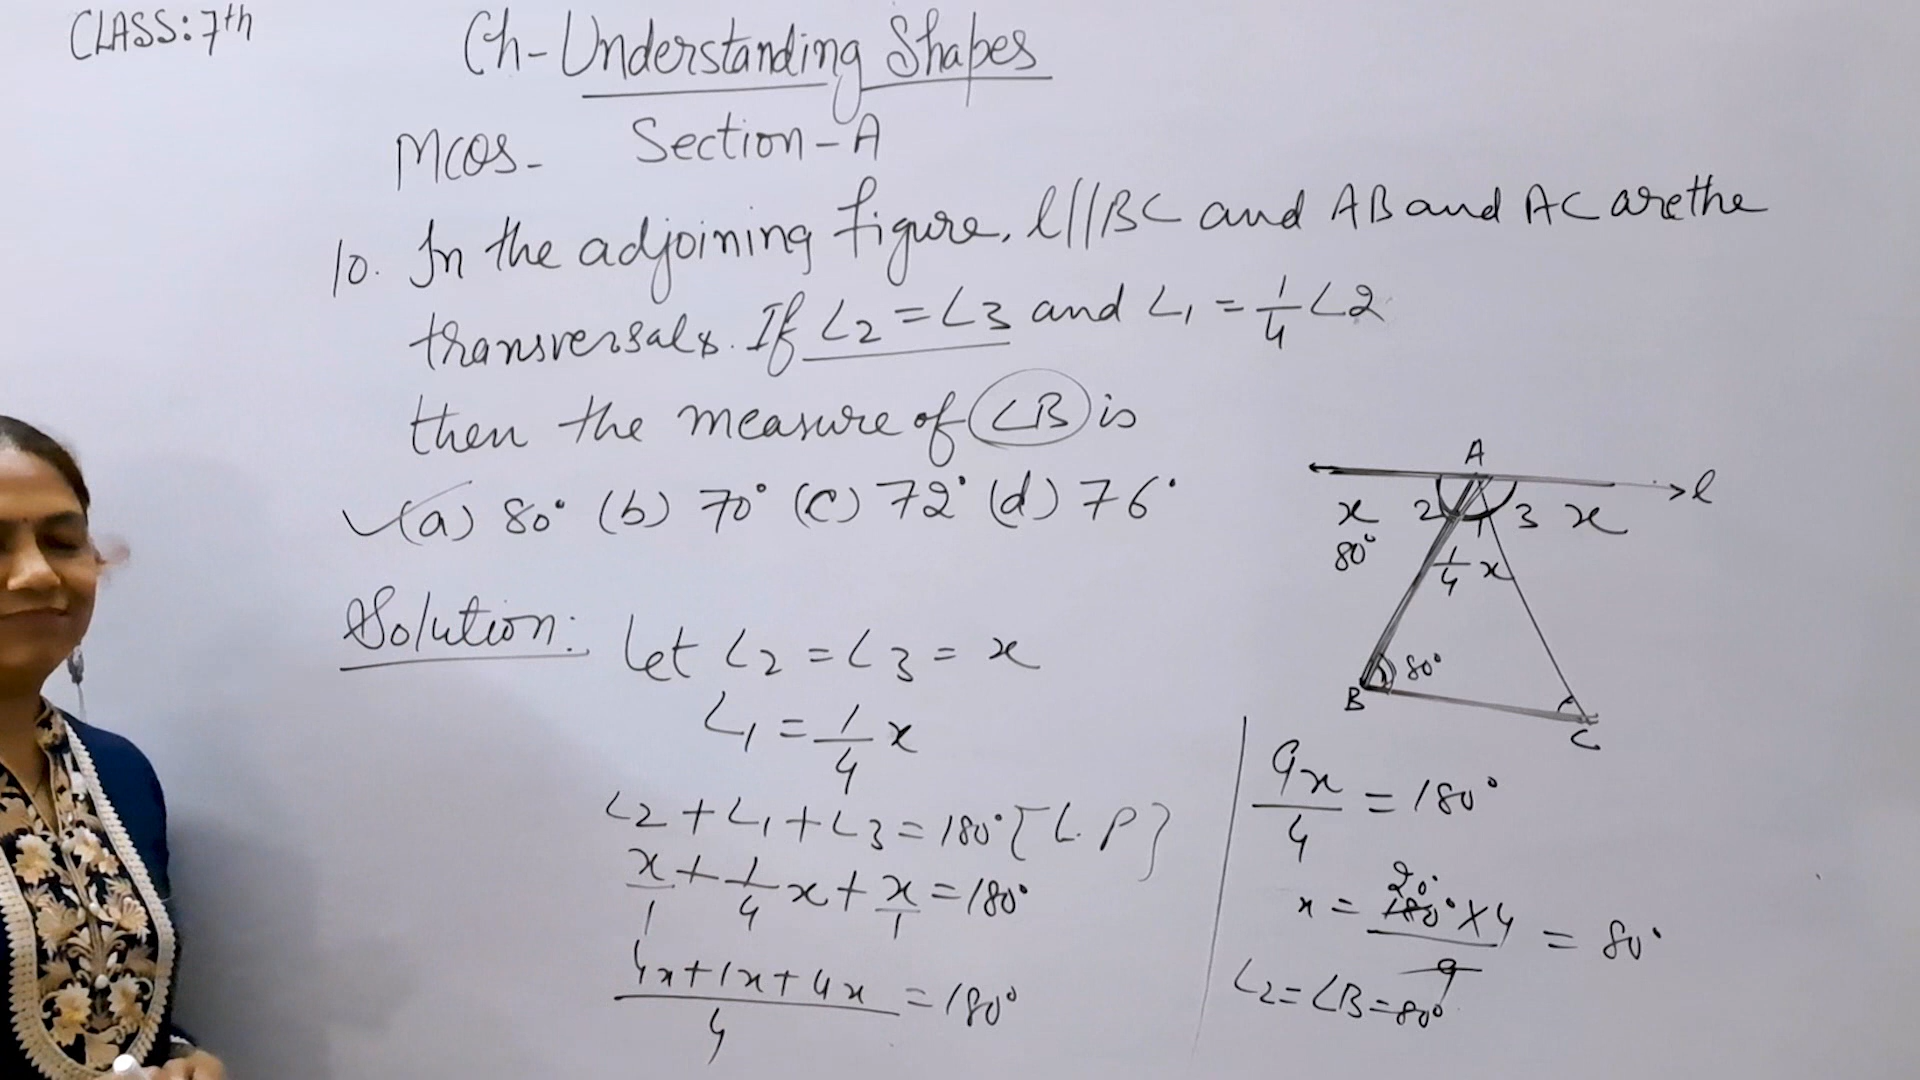 CLASS: 7th
Ch-Understanding Shapes
MCQs- Section-A
10. In the adjoining figure, l||BC and AB and AC are the
transversals. If ∠2 = ∠3 and ∠1 = 1/4 ∠2
then the measure of ∠B is
✓(a) 80° (b) 70° (c) 72° (d) 76°
A
l
x 2 1 3 x
80° 1/4 x
80°
B
C
Solution: Let ∠2 = ∠3 = x
∠1 = 1/4 x
∠2 + ∠1 + ∠3 = 180° [L.P}
x/1 + 1/4 x + x/1 = 180°
4x+1x+4x/4 = 180°
9x/4 = 180°
x = 20° 180° X 4/9 = 80°
∠2 = ∠B = 80°